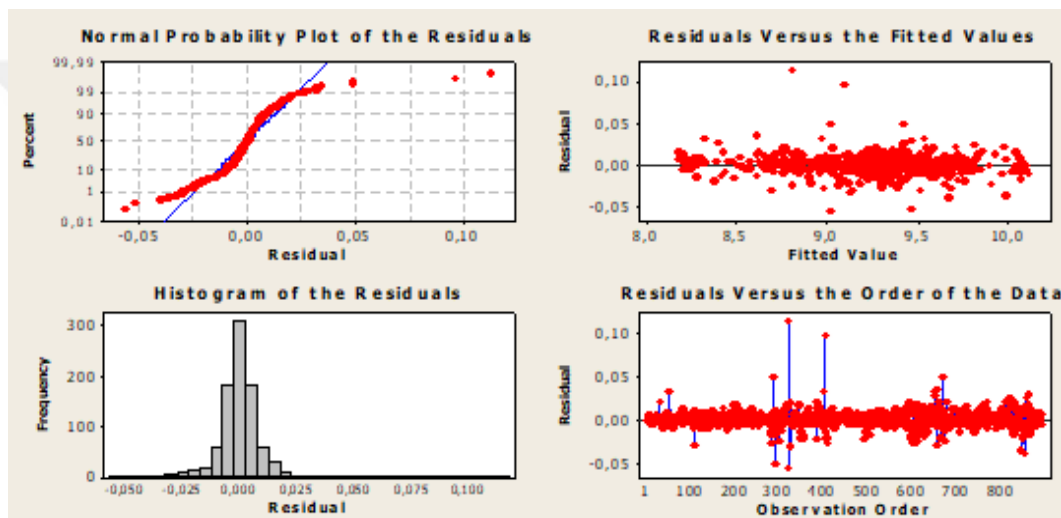 Normal Probability Plot of the Residuals
99,99
99
90
50
10
1
0,01
Percent
-0,05 0,00 0,05 0,10
Residual
Residuals Versus the Fitted Values
0,10
0,05
0,00
-0,05
Residual
8,0 8,5 9,0 9,5 10,0
Fitted Value
Histogram of the Residuals
300
200
100
0
Frequency
-0,050 -0,025 0,000 0,025 0,050 0,075 0,100
Residual
Residuals Versus the Order of the Data
0,10
0,05
0,00
-0,05
Residual
1 100 200 300 400 500 600 700 800
Observation Order